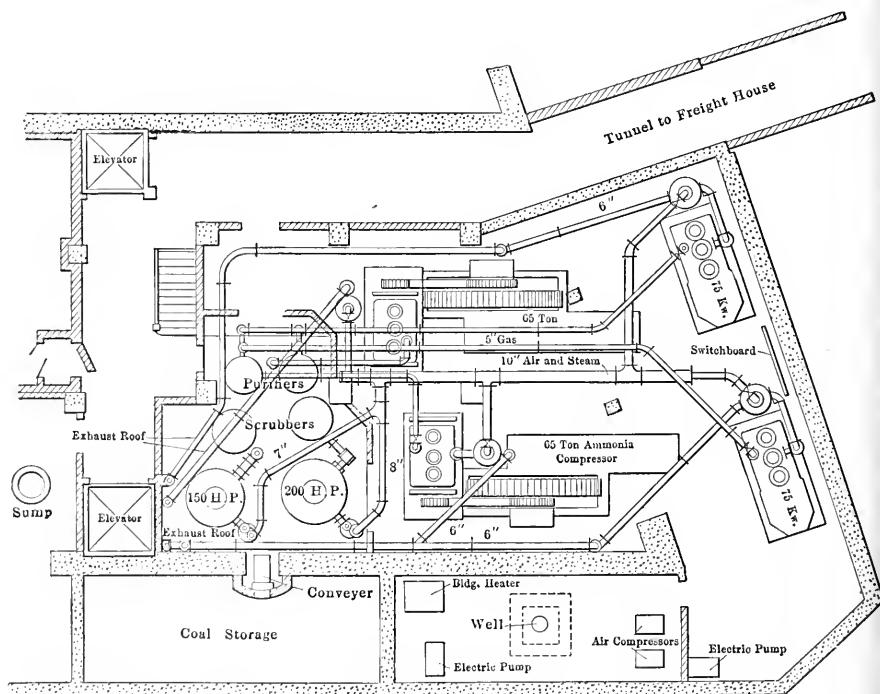 Tunnel to Freight House
Elevator
6"
75 Kw.
65 Ton
5" Gas
10" Air and Steam
Switchboard
Purifiers
Scrubbers
Exhaust Roof
7"
8"
65 Ton Ammonia
Compressor
75 Kw.
150 H.P.
200 H.P.
Sump
Elevator
Exhaust Roof
6"
6"
Conveyer
Bldg. Heater
Coal Storage
Well
Air Compressors
Electric Pump
Electric Pump